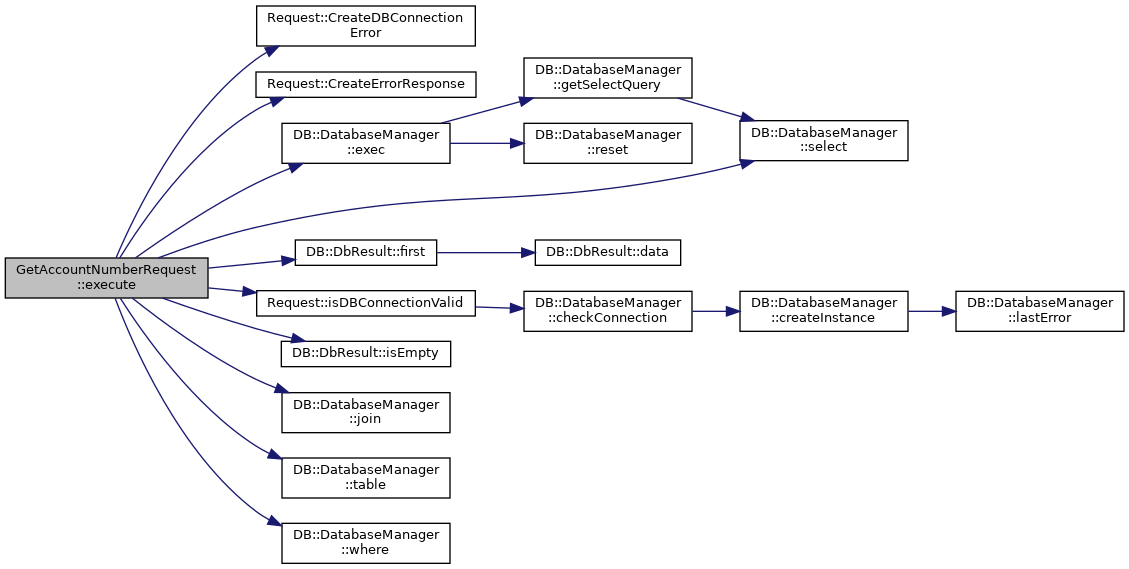 GetAccountNumberRequest
::execute
Request::CreateDBConnection
Error
Request::CreateErrorResponse
DB::DatabaseManager
::exec
DB::DatabaseManager
::getSelectQuery
DB::DatabaseManager
::reset
DB::DatabaseManager
::select
DB::DbResult::first
DB::DbResult::data
Request::isDBConnectionValid
DB::DatabaseManager
::checkConnection
DB::DatabaseManager
::createInstance
DB::DatabaseManager
::lastError
DB::DbResult::isEmpty
DB::DatabaseManager
::join
DB::DatabaseManager
::table
DB::DatabaseManager
::where